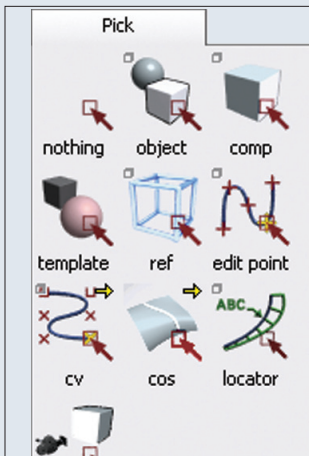 Pick
nothing object comp
template ref edit point
cv cos ABC locator